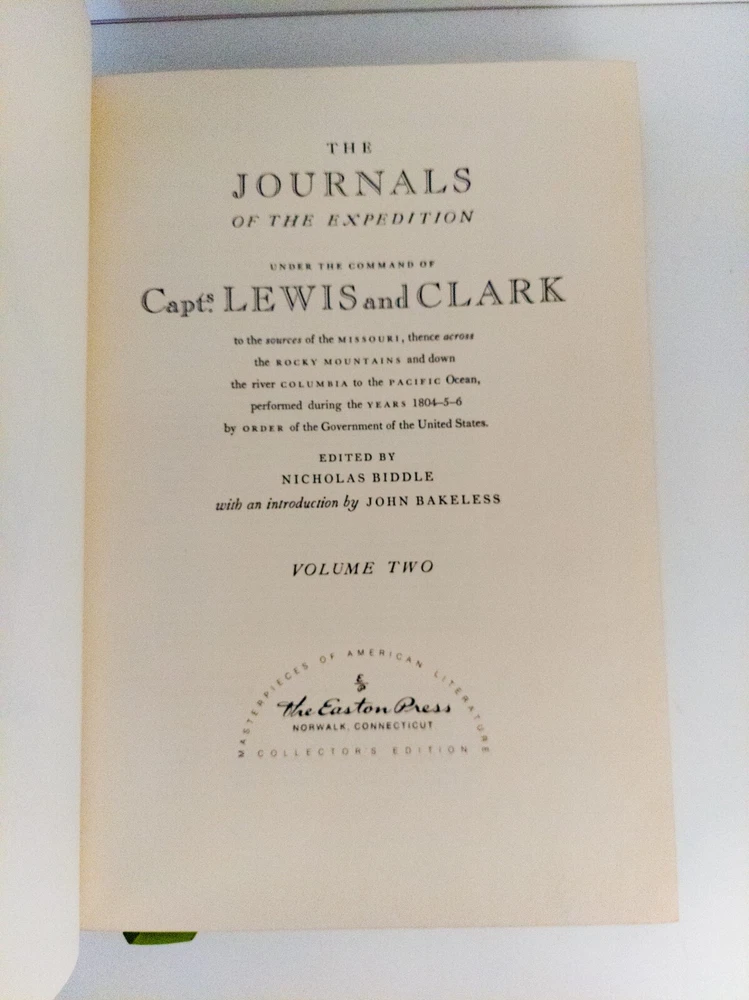 THE
JOURNALS
OF THE EXPEDITION
UNDER THE COMMAND OF
Capts. LEWIS and CLARK
to the sources of the MISSOURI, thence across
the ROCKY MOUNTAINS and down
the river COLUMBIA to the PACIFIC Ocean,
performed during the YEARS 1804–5–6
by ORDER of the Government of the United States.
EDITED BY
NICHOLAS BIDDLE
with an introduction by JOHN BAKELESS
VOLUME TWO
MASTERPIECES OF AMERICAN LITERATURE
The Easton Press
NORWALK, CONNECTICUT
COLLECTOR'S EDITION